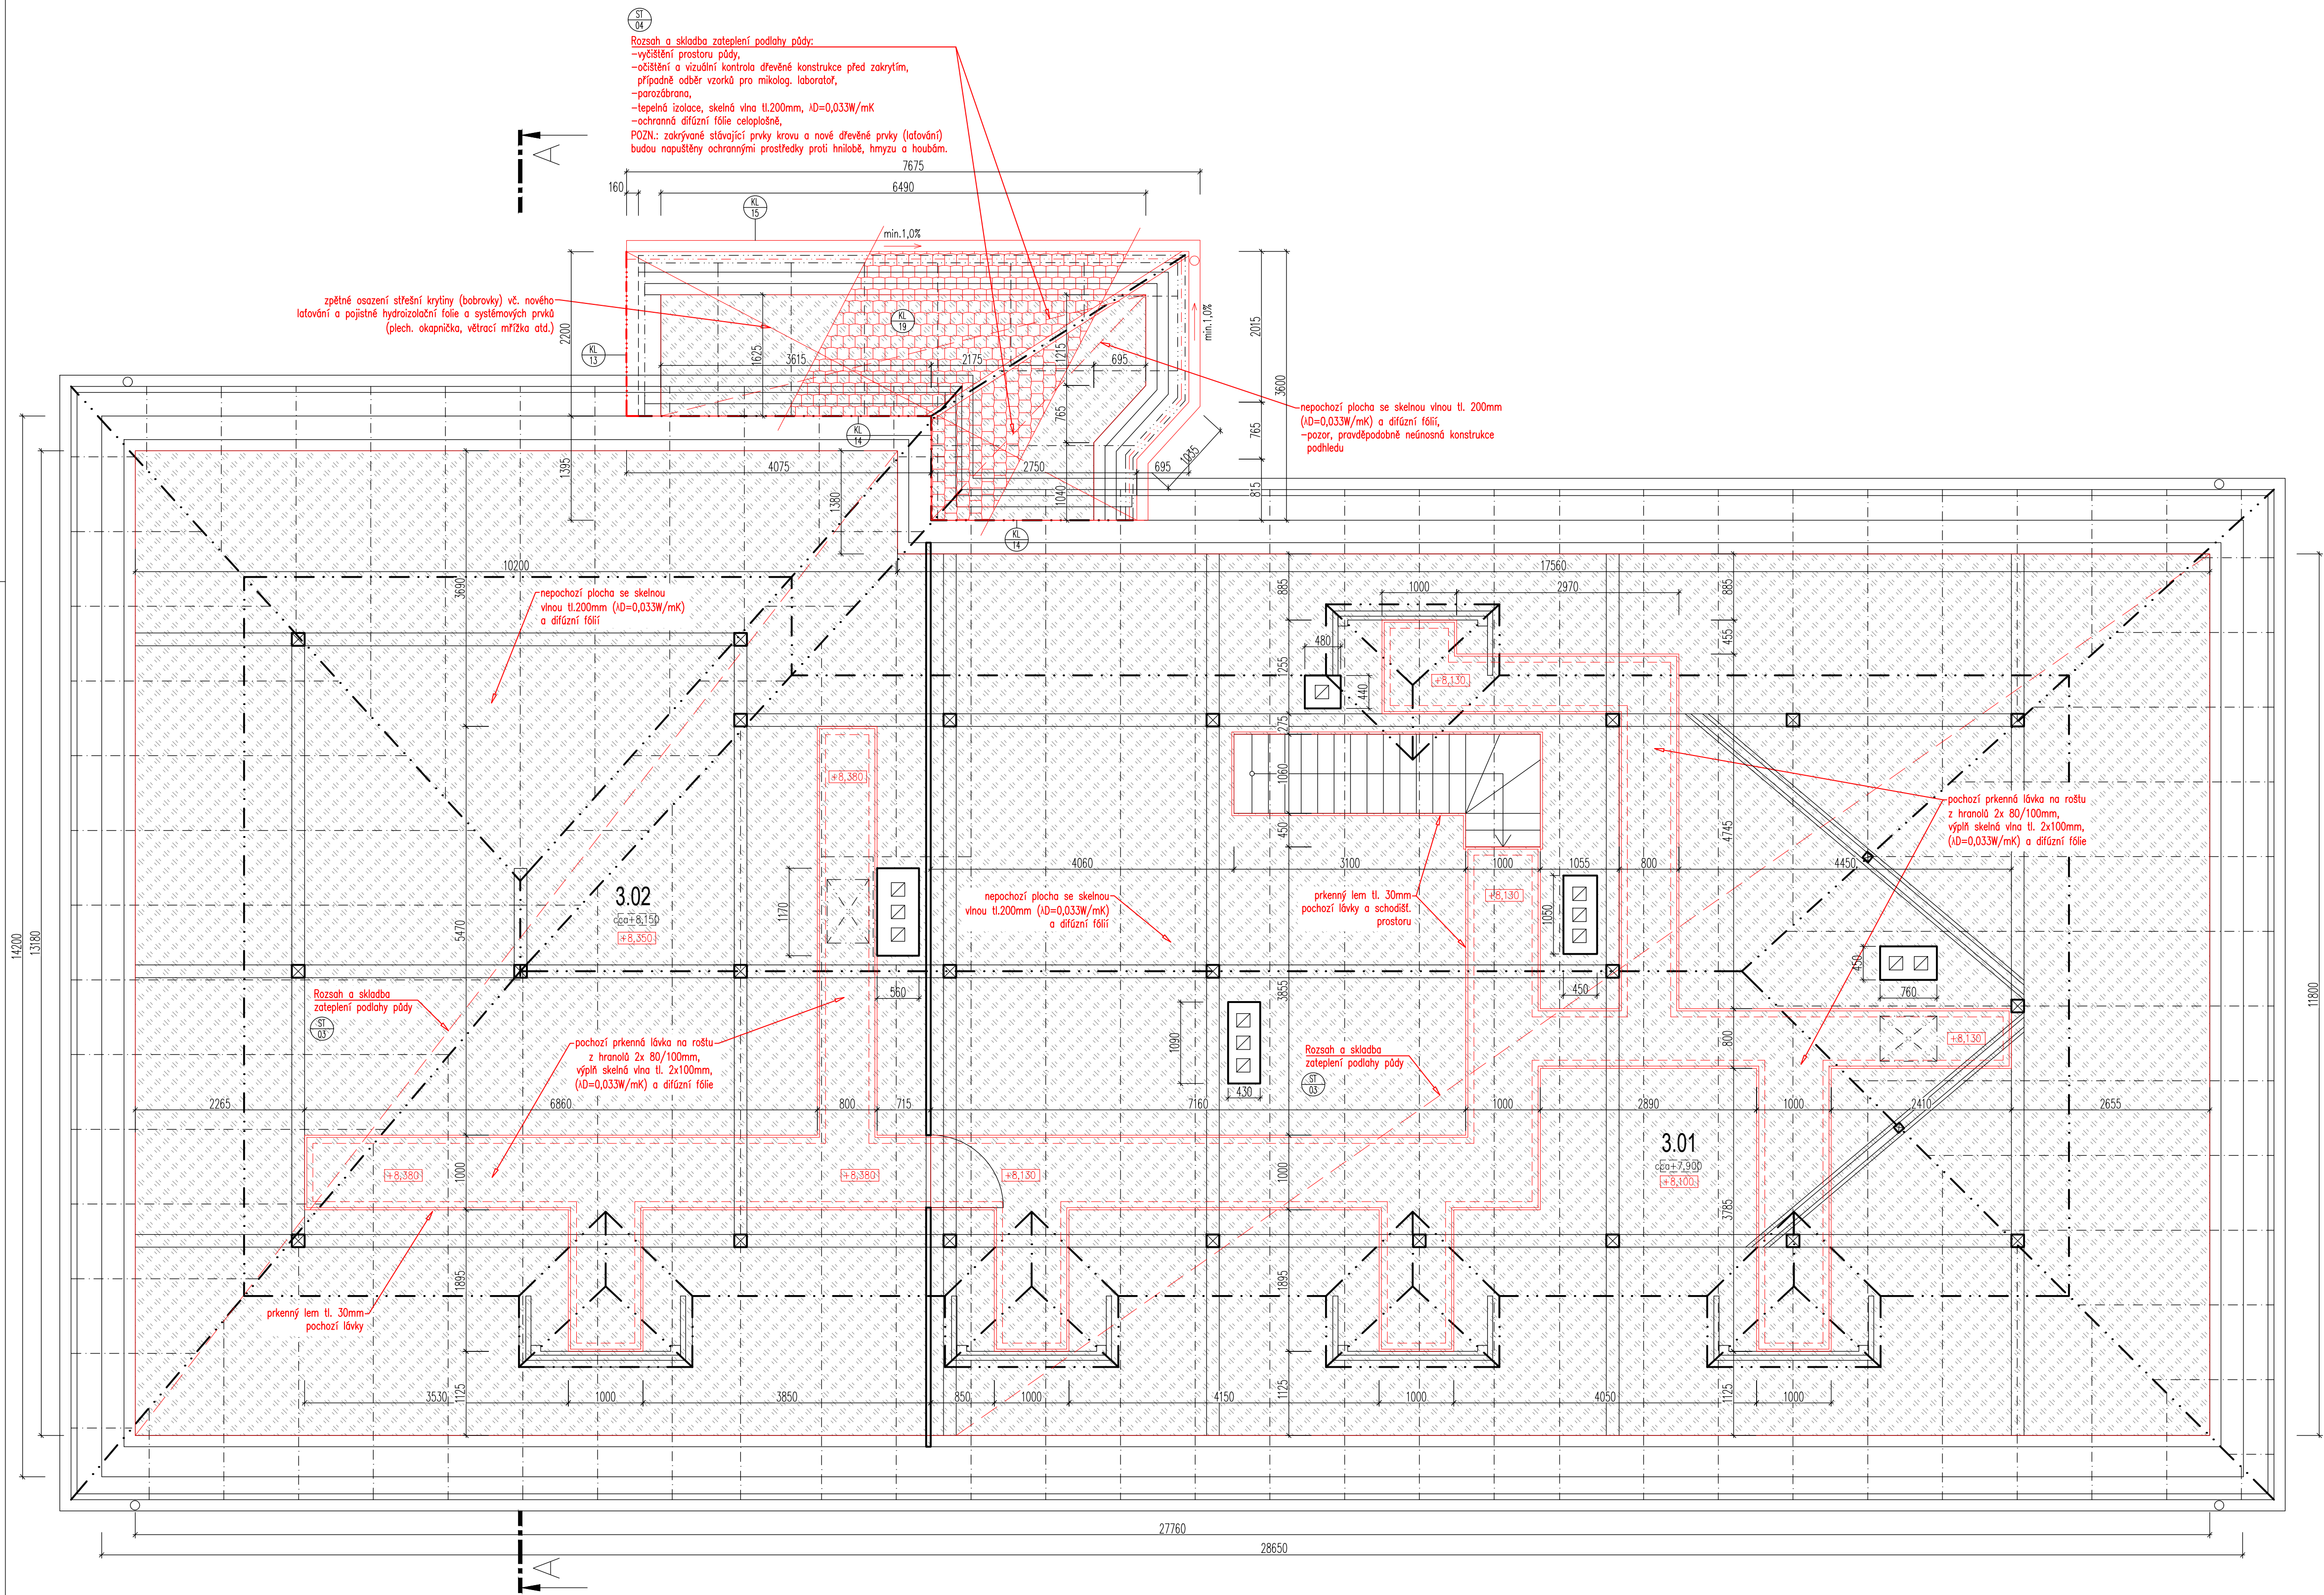 ST
04
Rozsah a skladba zateplení podlahy půdy:
-vyčištění prostoru půdy,
-očištění a vizuální kontrola dřevěné konstrukce před zakrytím,
případně odběr vzorků pro mikolog. laboratoř,
-parozábrana,
-tepelná izolace, skelná vlna tl.200mm, λD=0,033W/mK
-ochranná difúzní fólie celoplošně,
POZN.: zakrývané stávající prvky krovu a nové dřevěné prvky (laťování)
budou napuštěny ochrannými prostředky proti hnilobě, hmyzu a houbám.
A
7675
160
6490
KL
15
min.1,0%
zpětné osazení střešní krytiny (bobrovky) vč. nového
laťování a pojistné hydroizolační folie a systémových prvků
(plech. okapnička, větrací mřížka atd.)
KL
13
2200
1625
3615
KL
19
2175
1215
695
765
min.1,0%
2015
3600
765
815
1035
nepochozí plocha se skelnou vlnou tl. 200mm
(λD=0,033W/mK) a difúzní fólií,
-pozor, pravděpodobně neúnosná konstrukce
podhledu
KL
14
1395
4075
1380
2750
695
1040
KL
14
10200
3690
nepochozí plocha se skelnou
vlnou tl.200mm (λD=0,033W/mK)
a difúzní fólií
17560
885
1000
2970
885
480
455
1255
440
+8,130
275
1060
450
4745
+8,380
pochozí prkenná lávka na roštu
z hranolů 2x 80/100mm,
výplň skelná vlna tl. 2x100mm,
(λD=0,033W/mK) a difúzní fólie
4060
3100
1000
1055
800
4450
3.02
cca+8,150
+8,350
5470
1170
560
nepochozí plocha se skelnou
vlnou tl.200mm (λD=0,033W/mK)
a difúzní fólií
prkenný lem tl. 30mm
pochozí lávky a schodišť.
prostoru
+8,130
1050
450
450
760
14200
13180
11800
Rozsah a skladba
zateplení podlahy půdy
ST
03
pochozí prkenná lávka na roštu
z hranolů 2x 80/100mm,
výplň skelná vlna tl. 2x100mm,
(λD=0,033W/mK) a difúzní fólie
3855
1090
430
Rozsah a skladba
zateplení podlahy půdy
ST
03
800
+8,130
2265
6860
800
715
7160
1000
2890
1000
2410
2655
3.01
cca+7,900
+8,100
+8,380
1000
+8,380
+8,130
1000
3785
prkenný lem tl. 30mm
pochozí lávky
1895
1895
1125
1125
1125
3530
1000
3850
850
1000
4150
1000
4050
1000
27760
28650
A